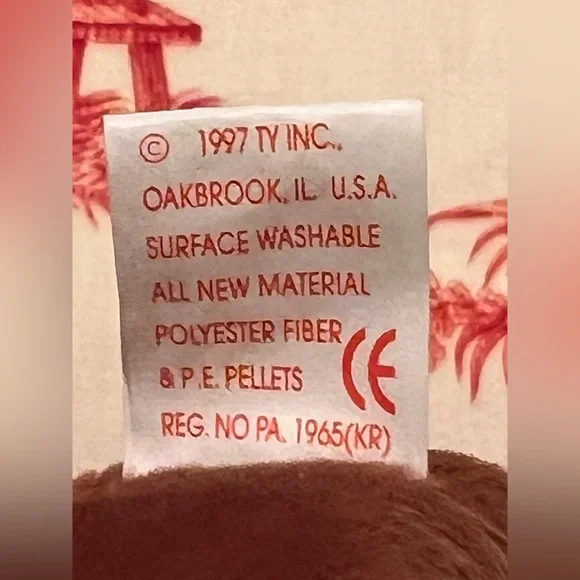 © 1997 TY INC.,
OAKBROOK, IL U.S.A.
SURFACE WASHABLE
ALL NEW MATERIAL
POLYESTER FIBER
& P.E. PELLETS CE
REG. NO PA. 1965(KR)